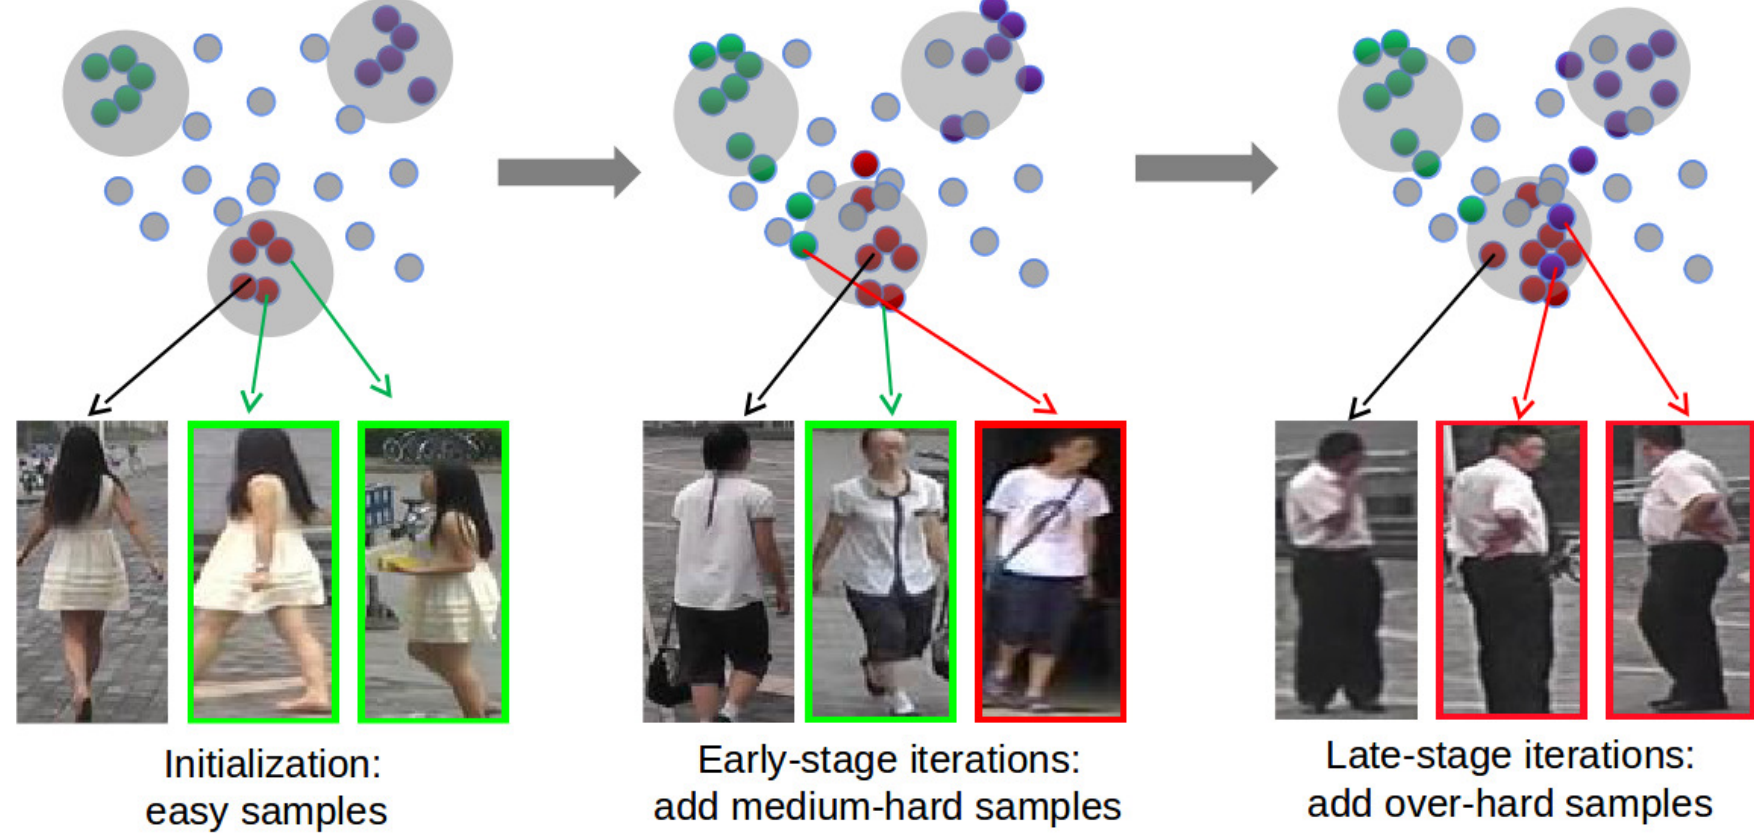 Initialization:
easy samples
Early-stage iterations:
add medium-hard samples
Late-stage iterations:
add over-hard samples